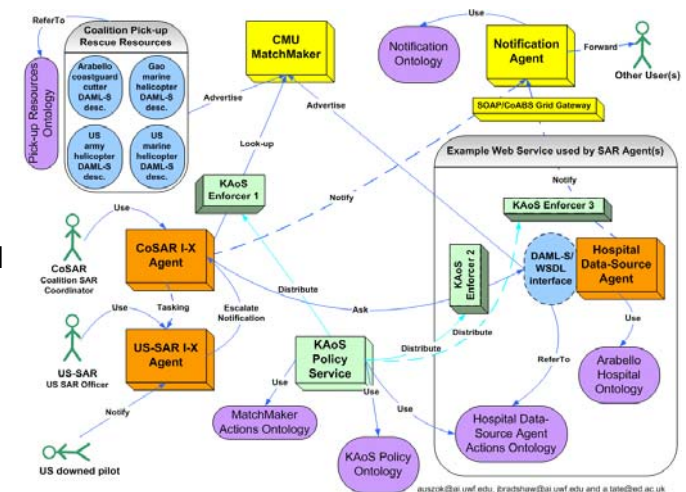 ReferTo
Coalition Pick-up
Rescue Resources
Pick-up Resources
Ontology
Arabello
coastguard
cutter
DAML-S
desc.
Gao
marine
helicopter
DAML-S
desc.
US
army
helicopter
DAML-S
desc.
US
marine
helicopter
DAML-S
desc.
CMU
MatchMaker
Advertise
Advertise
Look-up
Use
Notification
Ontology
Notification
Agent
Forward
Other User(s)
SOAP/CoABS Grid Gateway
Example Web Service used by SAR Agent(s)
Notify
Notify
KAoS
Enforcer 1
KAoS Enforcer 3
KAoS
Enforcer 2
DAML-S/
WSDL
interface
Hospital
Data-Source
Agent
Use
CoSAR
Coalition SAR
Coordinator
CoSAR I-X
Agent
Tasking
Escalate
Notification
Distribute
Ask
Use
US-SAR
US SAR Officer
US-SAR I-X
Agent
Notify
US downed pilot
KAoS
Policy
Service
Distribute
Distribute
ReferTo
Use
Arabello
Hospital
Ontology
Use
Use
Use
MatchMaker
Actions Ontology
KAoS Policy
Ontology
Hospital Data-
Source Agent
Actions Ontology
auszok@ai.uwf.edu, jbradshaw@ai.uwf.edu and a.tate@ed.ac.uk